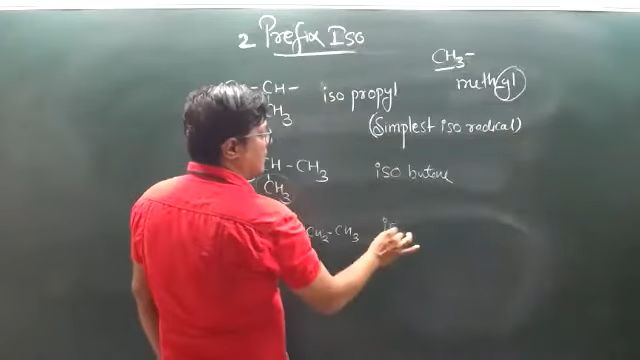 2 Prefix Iso
CH3-
methyl
-CH- iso propyl
CH3
(Simplest iso radical)
CH-CH3 iso butane
CH3
CH2-CH3 is